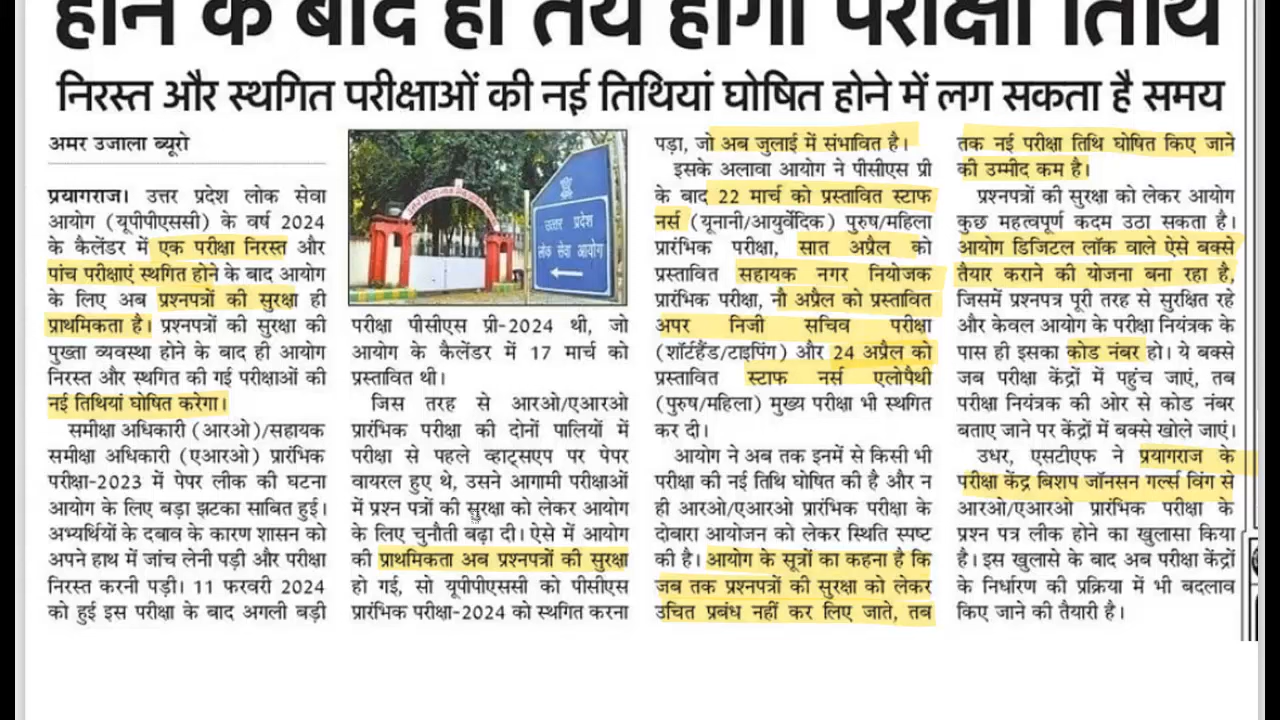 होने के बाद ही तय होगी परीक्षा तिथि
निरस्त और स्थगित परीक्षाओं की नई तिथियां घोषित होने में लग सकता है समय
अमर उजाला ब्यूरो
प्रयागराज। उत्तर प्रदेश लोक सेवा
आयोग (यूपीपीएससी) के वर्ष 2024
के कैलेंडर में एक परीक्षा निरस्त और
पांच परीक्षाएं स्थगित होने के बाद आयोग
के लिए अब प्रश्नपत्रों की सुरक्षा ही
प्राथमिकता है। प्रश्नपत्रों की सुरक्षा की
पुख्ता व्यवस्था होने के बाद ही आयोग
निरस्त और स्थगित की गई परीक्षाओं की
नई तिथियां घोषित करेगा।
समीक्षा अधिकारी (आरओ)/सहायक
समीक्षा अधिकारी (एआरओ) प्रारंभिक
परीक्षा-2023 में पेपर लीक की घटना
आयोग के लिए बड़ा झटका साबित हुई।
अभ्यर्थियों के दबाव के कारण शासन को
अपने हाथ में जांच लेनी पड़ी और परीक्षा
निरस्त करनी पड़ी। 11 फरवरी 2024
को हुई इस परीक्षा के बाद अगली बड़ी
उत्तर प्रदेश
लोक सेवा आयोग
परीक्षा पीसीएस प्री-2024 थी, जो
आयोग के कैलेंडर में 17 मार्च को
प्रस्तावित थी।
जिस तरह से आरओ/एआरओ
प्रारंभिक परीक्षा की दोनों पालियों में
परीक्षा से पहले व्हाट्सएप पर पेपर
वायरल हुए थे, उसने आगामी परीक्षाओं
में प्रश्न पत्रों की सुरक्षा को लेकर आयोग
के लिए चुनौती बढ़ा दी। ऐसे में आयोग
की प्राथमिकता अब प्रश्नपत्रों की सुरक्षा
हो गई, सो यूपीपीएससी को पीसीएस
प्रारंभिक परीक्षा-2024 को स्थगित करना
पड़ा, जो अब जुलाई में संभावित है।
इसके अलावा आयोग ने पीसीएस प्री
के बाद 22 मार्च को प्रस्तावित स्टाफ
नर्स (यूनानी/आयुर्वेदिक) पुरुष/महिला
प्रारंभिक परीक्षा, सात अप्रैल को
प्रस्तावित सहायक नगर नियोजक
प्रारंभिक परीक्षा, नौ अप्रैल को प्रस्तावित
अपर निजी सचिव परीक्षा
(शॉर्टहैंड/टाइपिंग) और 24 अप्रैल को
प्रस्तावित स्टाफ नर्स एलोपैथी
(पुरुष/महिला) मुख्य परीक्षा भी स्थगित
कर दी।
आयोग ने अब तक इनमें से किसी भी
परीक्षा की नई तिथि घोषित की है और न
ही आरओ/एआरओ प्रारंभिक परीक्षा के
दोबारा आयोजन को लेकर स्थिति स्पष्ट
की है। आयोग के सूत्रों का कहना है कि
जब तक प्रश्नपत्रों की सुरक्षा को लेकर
उचित प्रबंध नहीं कर लिए जाते, तब
तक नई परीक्षा तिथि घोषित किए जाने
की उम्मीद कम है।
प्रश्नपत्रों की सुरक्षा को लेकर आयोग
कुछ महत्वपूर्ण कदम उठा सकता है।
आयोग डिजिटल लॉक वाले ऐसे बक्से
तैयार कराने की योजना बना रहा है,
जिसमें प्रश्नपत्र पूरी तरह से सुरक्षित रहे
और केवल आयोग के परीक्षा नियंत्रक के
पास ही इसका कोड नंबर हो। ये बक्से
जब परीक्षा केंद्रों में पहुंच जाएं, तब
परीक्षा नियंत्रक की ओर से कोड नंबर
बताए जाने पर केंद्रों में बक्से खोले जाएं।
उधर, एसटीएफ ने प्रयागराज के
परीक्षा केंद्र बिशप जॉनसन गर्ल्स विंग से
आरओ/एआरओ प्रारंभिक परीक्षा के
प्रश्न पत्र लीक होने का खुलासा किया
है। इस खुलासे के बाद अब परीक्षा केंद्रों
के निर्धारण की प्रक्रिया में भी बदलाव
किए जाने की तैयारी है।